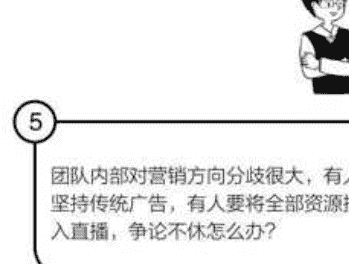 5
团队内部对营销方向分歧很大，有
坚持传统广告，有人要将全部资源
入直播，争论不休怎么办？